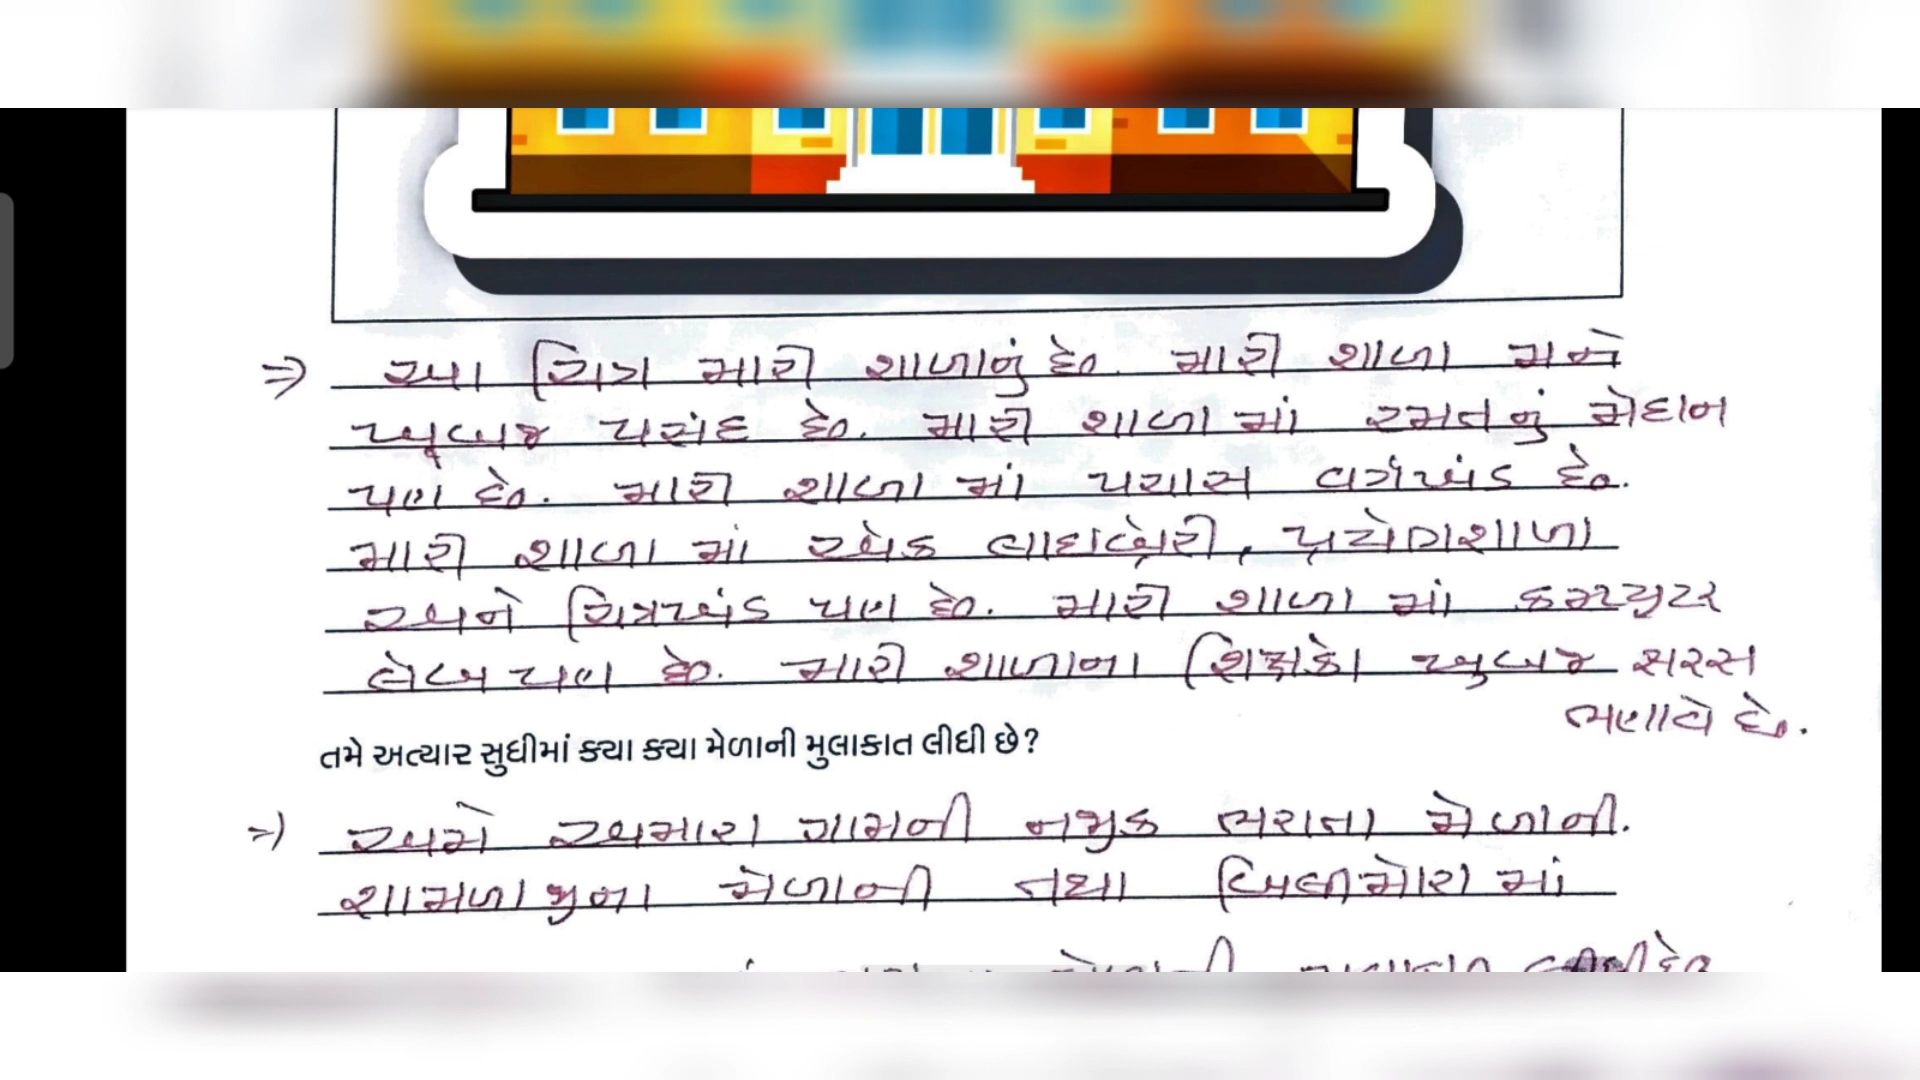 ⇒ આ ચિત્ર મારી શાળાનું છે. મારી શાળા મને
ખુબજ પસંદ છે. મારી શાળા માં રમતનું મેદાન
પણ છે. મારી શાળા માં પચાસ વર્ગખંડ છે.
મારી શાળા માં એક લાઇબ્રેરી, પ્રયોગશાળા
અને ચિત્રખંડ પણ છે. મારી શાળા માં કમ્પ્યુટર
લેબ પણ છે. મારી શાળાના શિક્ષકો ખુબજ સરસ
ભણાવે છે.
તમે અત્યાર સુધીમાં ક્યા ક્યા મેળાની મુલાકાત લીધી છે?
⇒ અમે અમારા ગામની નજીક ભરાતા મેળાની.
શામળાજીના મેળાની તથા બિલીમોરા માં